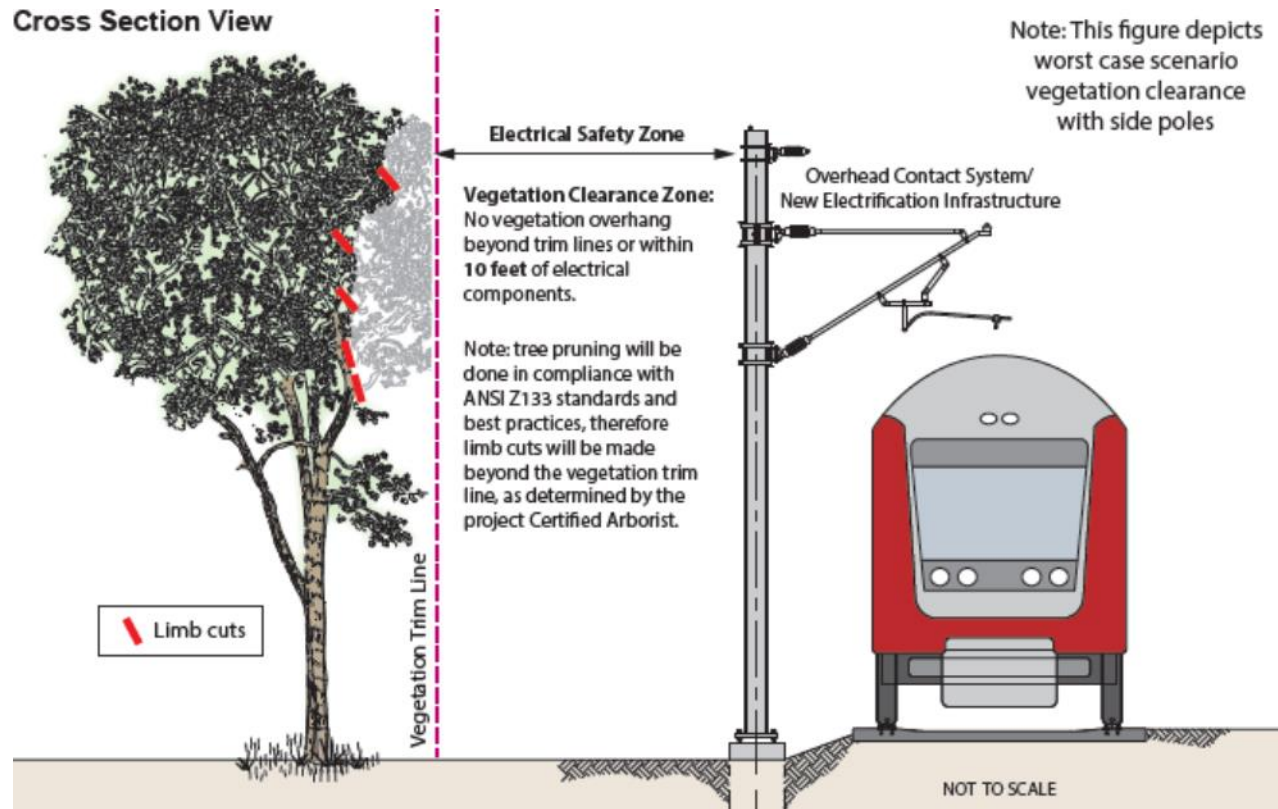 Cross Section View
Note: This figure depicts
worst case scenario
vegetation clearance
with side poles
Electrical Safety Zone
Vegetation Clearance Zone:
No vegetation overhang
beyond trim lines or within
10 feet of electrical
components.
Note: tree pruning will be
done in compliance with
ANSI Z133 standards and
best practices, therefore
limb cuts will be made
beyond the vegetation trim
line, as determined by the
project Certified Arborist.
Overhead Contact System/
New Electrification Infrastructure
Vegetation Trim Line
Limb cuts
NOT TO SCALE